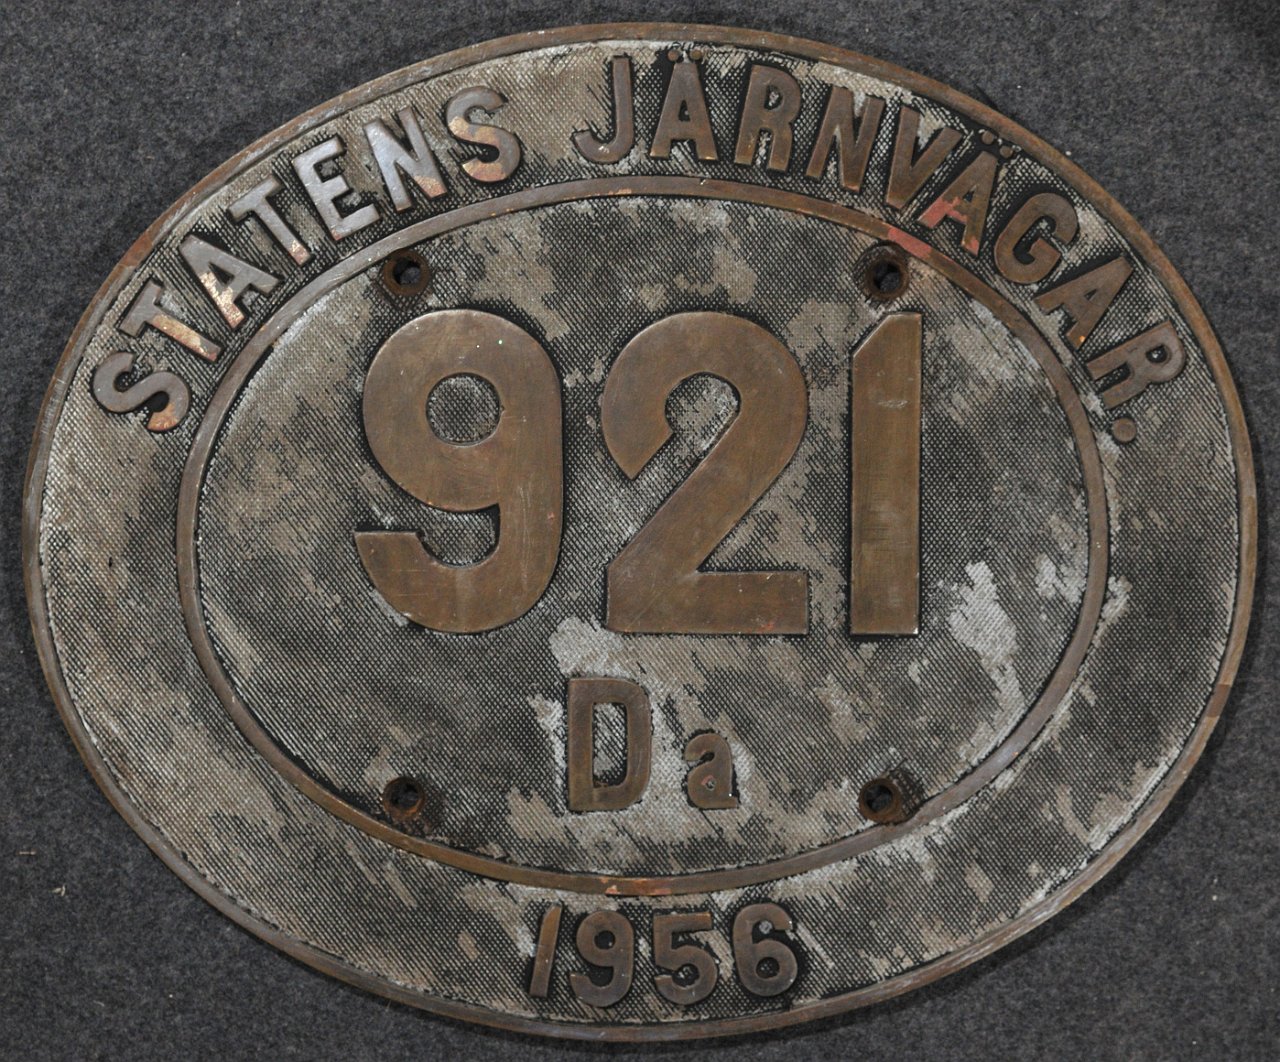 STATENS JÄRNVÄGAR.
921
Da
1956